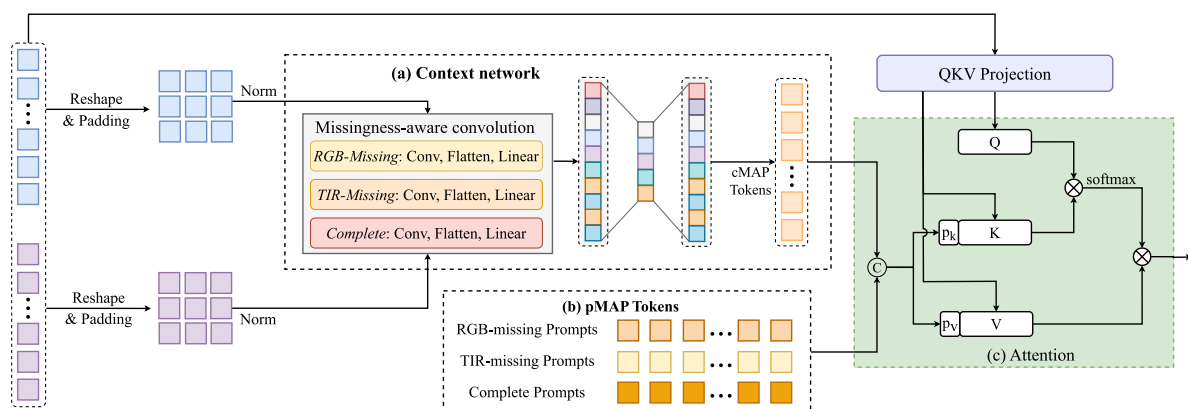 Reshape
& Padding
Norm
(a) Context network
Missingness-aware convolution
RGB-Missing: Conv, Flatten, Linear
TIR-Missing: Conv, Flatten, Linear
Complete: Conv, Flatten, Linear
cMAP
Tokens
Reshape
& Padding
Norm
(b) pMAP Tokens
RGB-missing Prompts
TIR-missing Prompts
Complete Prompts
C
QKV Projection
Q
softmax
pk K
pv V
(c) Attention